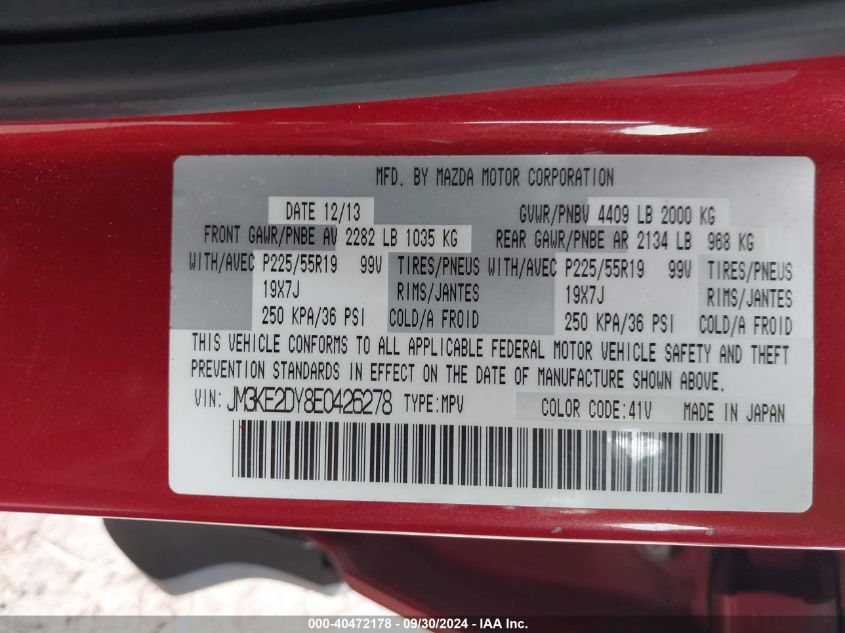 MFD. BY MAZDA MOTOR CORPORATION
DATE 12/13 GVWR/PNBV 4409 LB 2000 KG
FRONT GAWR/PNBE AV 2282 LB 1035 KG REAR GAWR/PNBE AR 2134 LB 968 KG
WITH/AVEC P225/55R19 99V TIRES/PNEUS WITH/AVEC P225/55R19 99V TIRES/PNEUS
19X7J RIMS/JANTES 19X7J RIMS/JANTES
250 KPA/36 PSI COLD/A FROID 250 KPA/36 PSI COLD/A FROID
THIS VEHICLE CONFORMS TO ALL APPLICABLE FEDERAL MOTOR VEHICLE SAFETY AND THEFT
PREVENTION STANDARDS IN EFFECT ON THE DATE OF MANUFACTURE SHOWN ABOVE.
VIN: JM3KE2DY8E0426278 TYPE:MPV COLOR CODE:41V MADE IN JAPAN
000-40472178 - 09/30/2024 - IAA Inc.